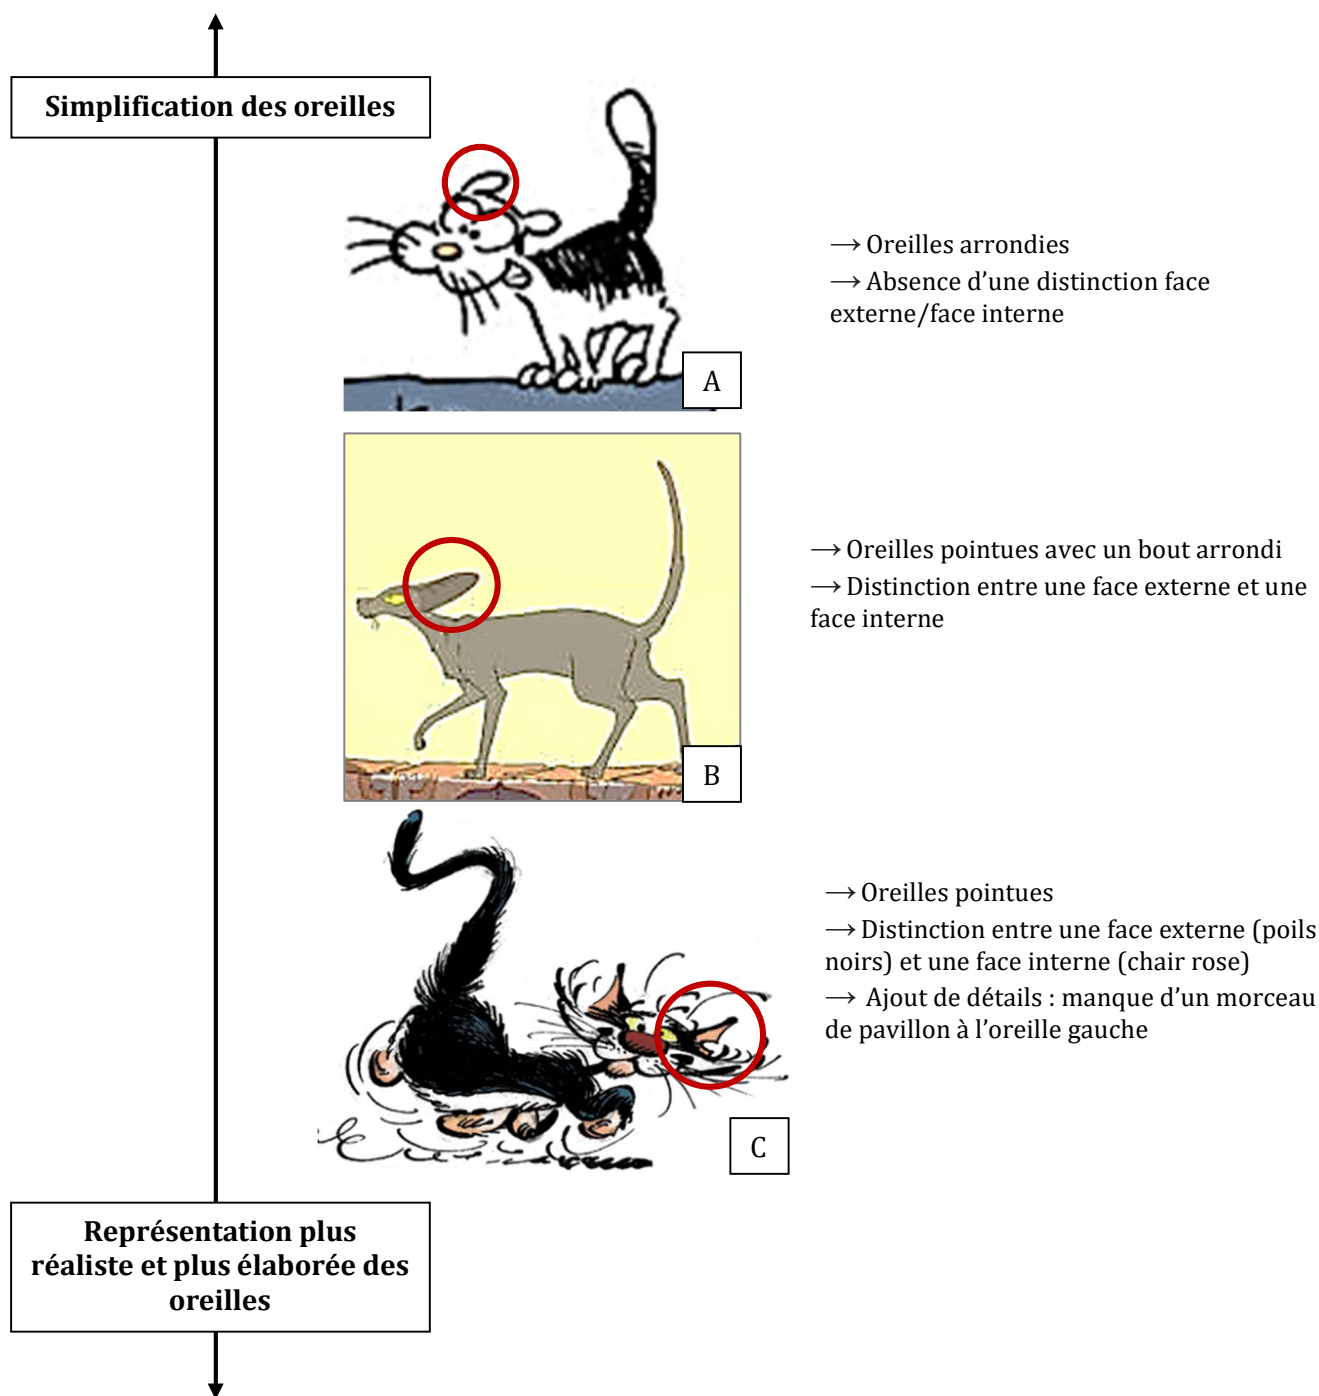 Simplification des oreilles
→ Oreilles arrondies
→ Absence d’une distinction face
externe/face interne
A
→ Oreilles pointues avec un bout arrondi
→ Distinction entre une face externe et une
face interne
B
→ Oreilles pointues
→ Distinction entre une face externe (poils
noirs) et une face interne (chair rose)
→ Ajout de détails : manque d’un morceau
de pavillon à l’oreille gauche
C
Représentation plus
réaliste et plus élaborée des
oreilles